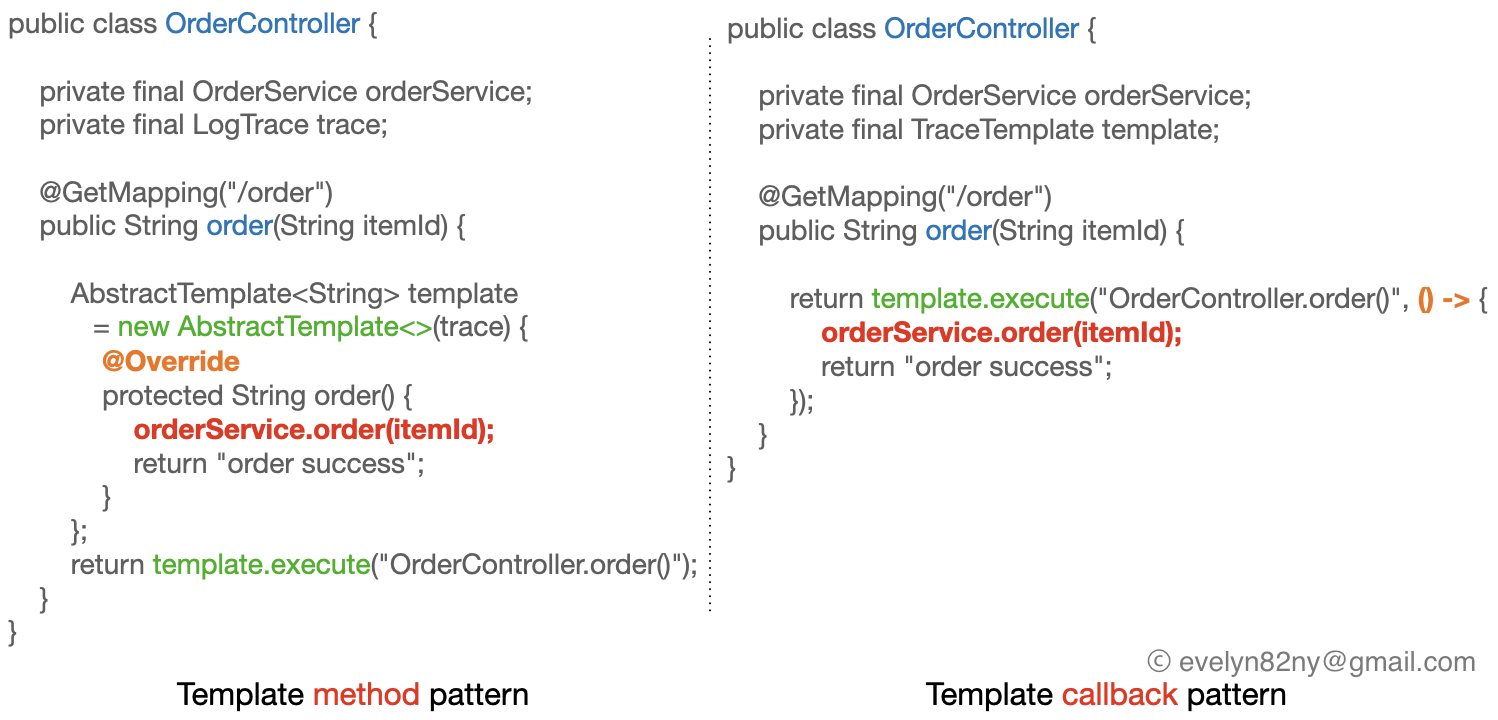 public class OrderController {
private final OrderService orderService;
private final LogTrace trace;
@GetMapping("/order")
public String order(String itemId) {
AbstractTemplate<String> template
= new AbstractTemplate<>(trace) {
@Override
protected String order() {
orderService.order(itemId);
return "order success";
}
};
return template.execute("OrderController.order()");
}
}
Template method pattern
public class OrderController {
private final OrderService orderService;
private final TraceTemplate template;
@GetMapping("/order")
public String order(String itemId) {
return template.execute("OrderController.order()", () -> {
orderService.order(itemId);
return "order success";
});
}
}
© evelyn82ny@gmail.com
Template callback pattern